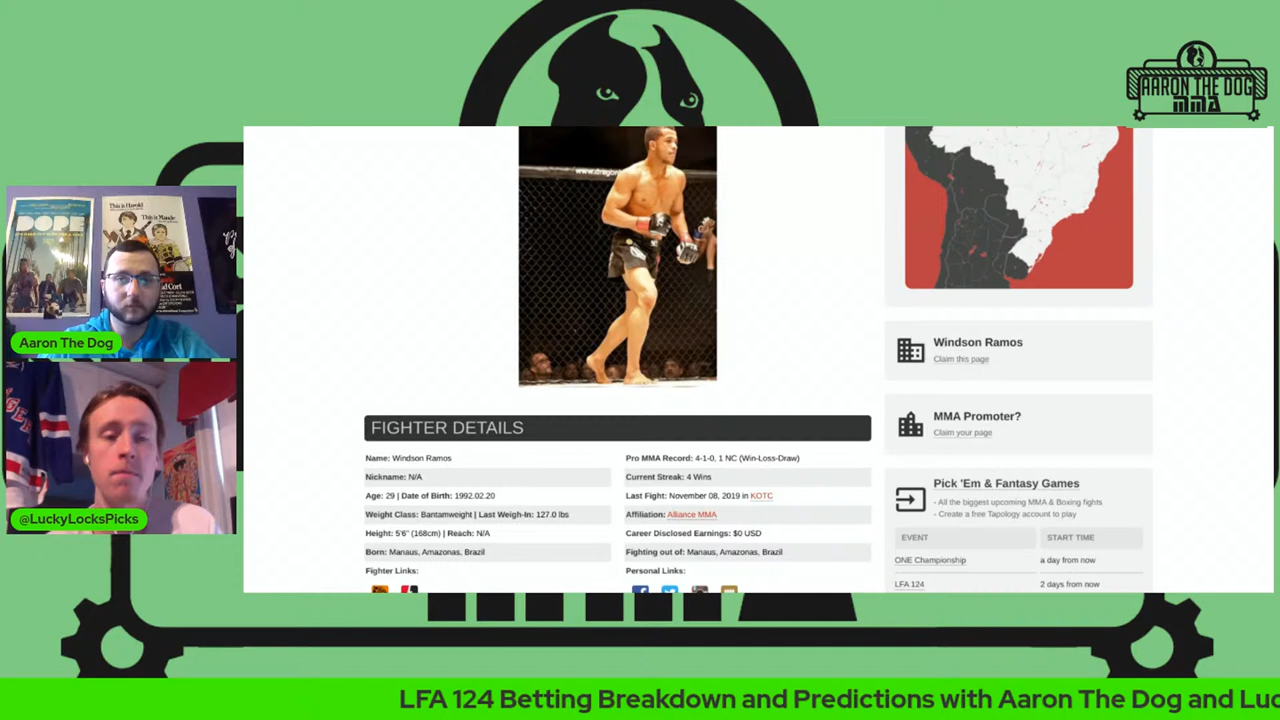 AARON THE DOG
MMA
DOPE
This is Harold
This is Maude
Aaron The Dog
@LuckyLocksPicks
FIGHTER DETAILS
Name: Windson Ramos
Nickname: N/A
Age: 29 | Date of Birth: 1992.02.20
Weight Class: Bantamweight | Last Weigh-In: 127.0 lbs
Height: 5'6" (168cm) | Reach: N/A
Born: Manaus, Amazonas, Brazil
Fighter Links:
Pro MMA Record: 4-1-0, 1 NC (Win-Loss-Draw)
Current Streak: 4 Wins
Last Fight: November 08, 2019 in KOTC
Affiliation: Alliance MMA
Career Disclosed Earnings: $0 USD
Fighting out of: Manaus, Amazonas, Brazil
Personal Links:
Windson Ramos
Claim this page
MMA Promoter?
Claim your page
Pick 'Em & Fantasy Games
- All the biggest upcoming MMA & Boxing fights
- Create a free Tapology account to play
EVENT START TIME
ONE Championship a day from now
LFA 124 2 days from now
LFA 124 Betting Breakdown and Predictions with Aaron The Dog and Luc